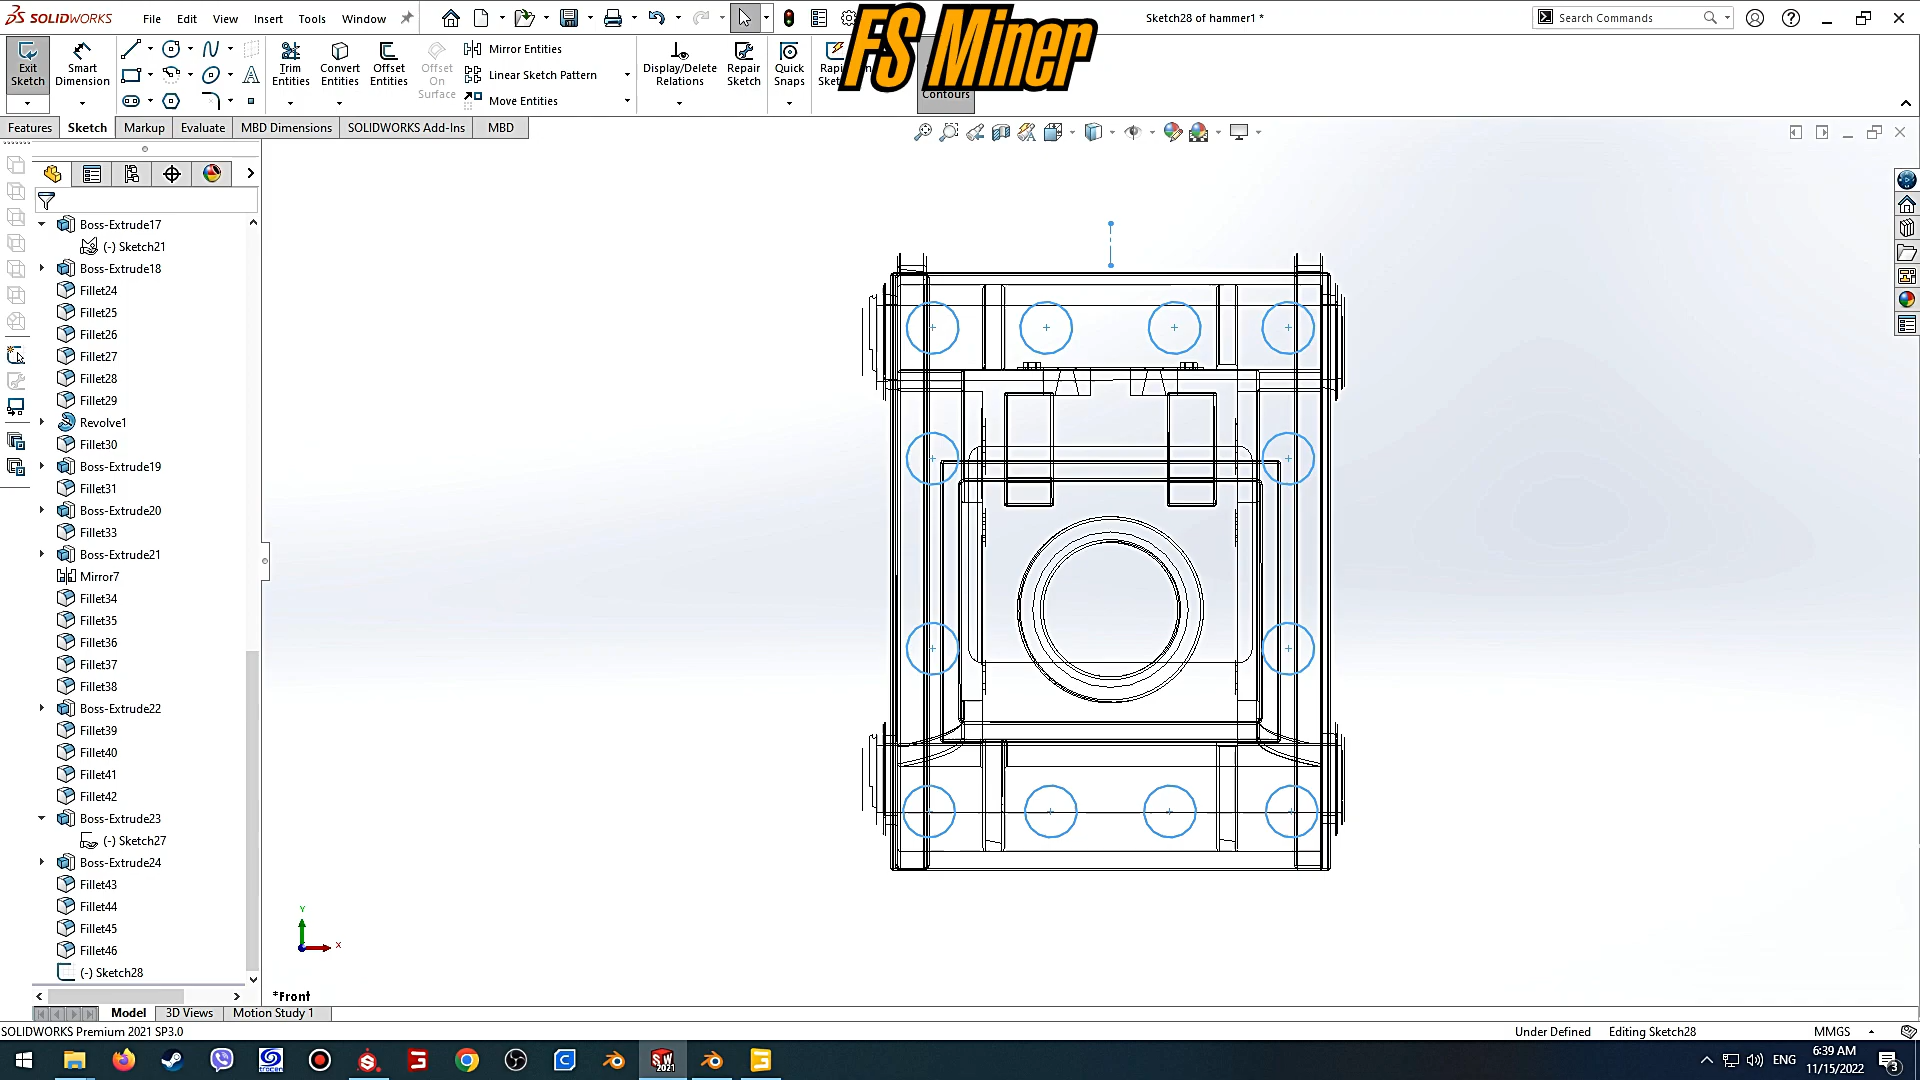 SOLIDWORKS File Edit View Insert Tools Window Sketch28 of hammer1 * Search Commands
FS Miner
Exit Sketch
Smart Dimension
Trim Entities
Convert Entities
Offset Entities
Offset On Surface
Mirror Entities
Linear Sketch Pattern
Move Entities
Display/Delete Relations
Repair Sketch
Quick Snaps
Contours
Features Sketch Markup Evaluate MBD Dimensions SOLIDWORKS Add-Ins MBD
Boss-Extrude17
(-) Sketch21
Boss-Extrude18
Fillet24
Fillet25
Fillet26
Fillet27
Fillet28
Fillet29
Revolve1
Fillet30
Boss-Extrude19
Fillet31
Boss-Extrude20
Fillet33
Boss-Extrude21
Mirror7
Fillet34
Fillet35
Fillet36
Fillet37
Fillet38
Boss-Extrude22
Fillet39
Fillet40
Fillet41
Fillet42
Boss-Extrude23
(-) Sketch27
Boss-Extrude24
Fillet43
Fillet44
Fillet45
Fillet46
(-) Sketch28
Y
X
*Front
Model 3D Views Motion Study 1
SOLIDWORKS Premium 2021 SP3.0 Under Defined Editing Sketch28 MMGS
SW 2021
ENG
6:39 AM
11/15/2022
3